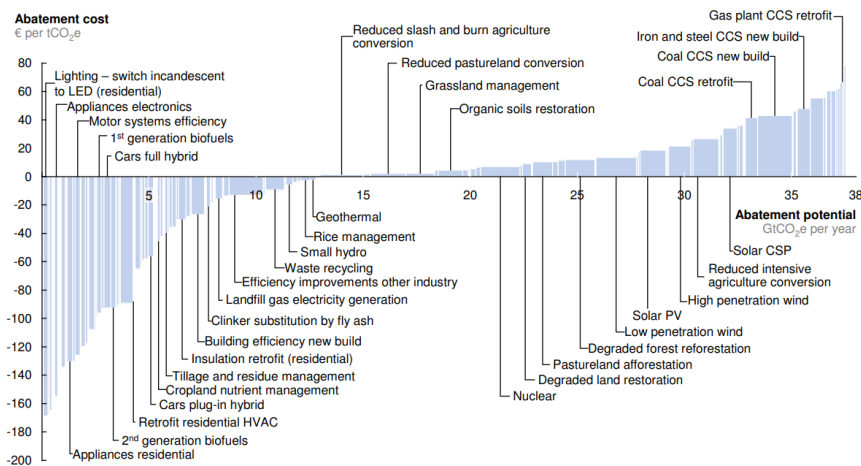 Abatement cost
€ per tCO2e
Gas plant CCS retrofit
Reduced slash and burn agriculture
conversion
Iron and steel CCS new build
Coal CCS new build
80
60
40
20
0
-20
-40
-60
-80
-100
-120
-140
-160
-180
-200
Lighting – switch incandescent
to LED (residential)
Appliances electronics
Motor systems efficiency
1st generation biofuels
Cars full hybrid
Reduced pastureland conversion
Grassland management
Organic soils restoration
Coal CCS retrofit
5
10
15
20
25
30
35
38
Abatement potential
GtCO2e per year
Geothermal
Rice management
Small hydro
Waste recycling
Efficiency improvements other industry
Landfill gas electricity generation
Clinker substitution by fly ash
Building efficiency new build
Insulation retrofit (residential)
Tillage and residue management
Cropland nutrient management
Cars plug-in hybrid
Retrofit residential HVAC
2nd generation biofuels
Appliances residential
Solar CSP
Reduced intensive
agriculture conversion
High penetration wind
Solar PV
Low penetration wind
Degraded forest reforestation
Pastureland afforestation
Degraded land restoration
Nuclear